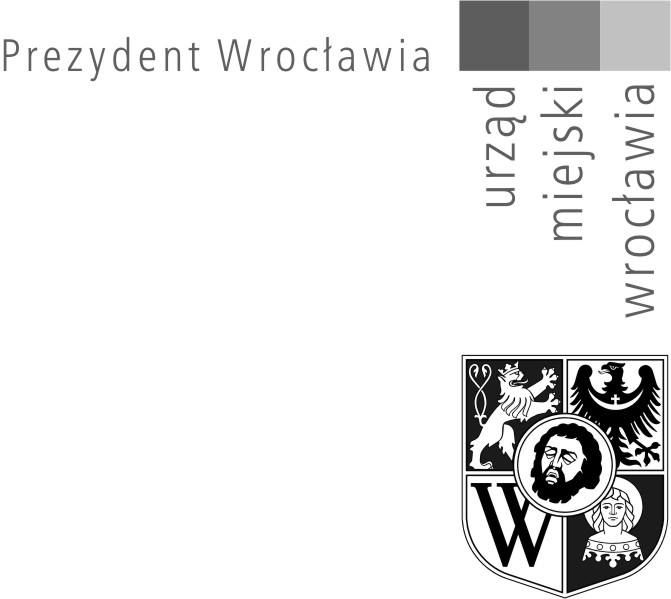 Prezydent Wrocławia
urząd
miejski
wrocławia
W